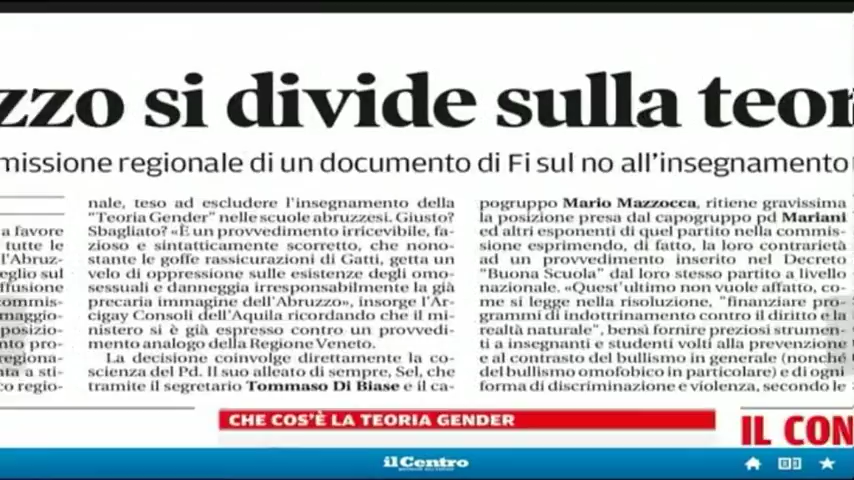 zzo si divide sulla teor
missione regionale di un documento di Fi sul no all'insegnamento
a favore
tutte le
l'Abruz-
eglio sul
ffusione
commis-
maggio-
posizio-
nto pro-
regiona-
ata a sti-
co regio-
nale, teso ad escludere l'insegnamento della
"Teoria Gender" nelle scuole abruzzesi. Giusto?
Sbagliato? «È un provvedimento irricevibile, fa-
zioso e sintatticamente scorretto, che nono-
stante le goffe rassicurazioni di Gatti, getta un
velo di oppressione sulle esistenze degli omo-
sessuali e danneggia irresponsabilmente la già
precaria immagine dell'Abruzzo», insorge l'Ar-
cigay Consoli dell'Aquila ricordando che il mi-
nistero si è già espresso contro un provvedi-
mento analogo della Regione Veneto.
La decisione coinvolge direttamente la co-
scienza del Pd. Il suo alleato di sempre, Sel, che
tramite il segretario Tommaso Di Biase e il ca-
pogruppo Mario Mazzocca, ritiene gravissima
la posizione presa dal capogruppo pd Mariani
ed altri esponenti di quel partito nella commis-
sione esprimendo, di fatto, la loro contrarietà
ad un provvedimento inserito nel Decreto
"Buona Scuola" dal loro stesso partito a livello
nazionale. «Quest'ultimo non vuole affatto, co-
me si legge nella risoluzione, "finanziare pro-
grammi di indottrinamento contro il diritto e la
realtà naturale", bensì fornire preziosi strumen-
ti a insegnanti e studenti volti alla prevenzione
e al contrasto del bullismo in generale (nonché
del bullismo omofobico in particolare) e di ogni
forma di discriminazione e violenza, secondo le
CHE COS'È LA TEORIA GENDER
IL CON
il Centro